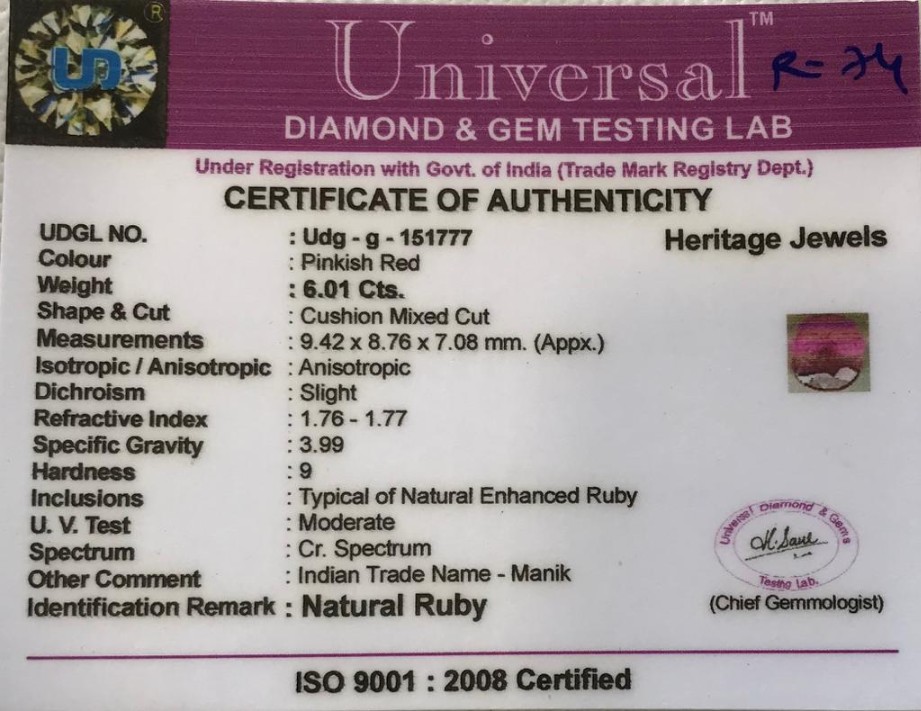 ®
Universal™
R= 74
DIAMOND & GEM TESTING LAB
Under Registration with Govt. of India (Trade Mark Registry Dept.)
CERTIFICATE OF AUTHENTICITY
UDGL NO. : Udg - g - 151777
Heritage Jewels
Colour : Pinkish Red
Weight : 6.01 Cts.
Shape & Cut : Cushion Mixed Cut
Measurements : 9.42 x 8.76 x 7.08 mm. (Appx.)
Isotropic / Anisotropic : Anisotropic
Dichroism : Slight
Refractive Index : 1.76 - 1.77
Specific Gravity : 3.99
Hardness : 9
Inclusions : Typical of Natural Enhanced Ruby
U. V. Test : Moderate
Spectrum : Cr. Spectrum
Other Comment : Indian Trade Name - Manik
Identification Remark : Natural Ruby
Universal Diamond & Gems
Testing Lab.
(Chief Gemmologist)
ISO 9001 : 2008 Certified